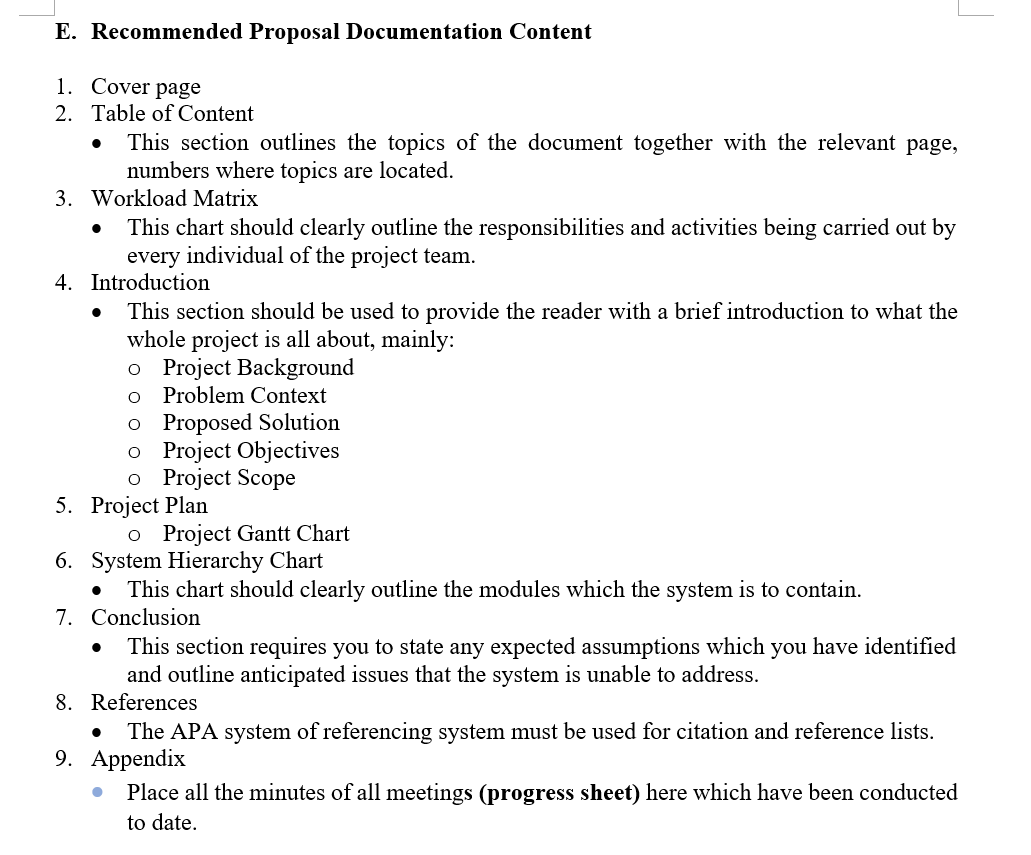 E. Recommended Proposal Documentation Content
1. Cover page
2. Table of Content
• This section outlines the topics of the document together with the relevant page,
numbers where topics are located.
3. Workload Matrix
• This chart should clearly outline the responsibilities and activities being carried out by
every individual of the project team.
4. Introduction
• This section should be used to provide the reader with a brief introduction to what the
whole project is all about, mainly:
o Project Background
o Problem Context
o Proposed Solution
o Project Objectives
o Project Scope
5. Project Plan
o Project Gantt Chart
6. System Hierarchy Chart
• This chart should clearly outline the modules which the system is to contain.
7. Conclusion
• This section requires you to state any expected assumptions which you have identified
and outline anticipated issues that the system is unable to address.
8. References
• The APA system of referencing system must be used for citation and reference lists.
9. Appendix
• Place all the minutes of all meetings (progress sheet) here which have been conducted
to date.